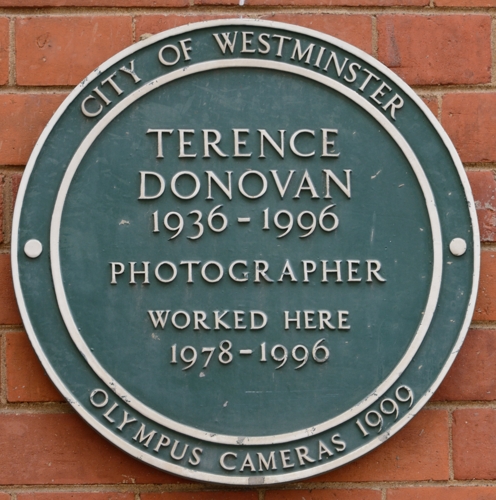 CITY OF WESTMINSTER
TERENCE
DONOVAN
1936-1996
PHOTOGRAPHER
WORKED HERE
1978-1996
OLYMPUS CAMERAS 1999